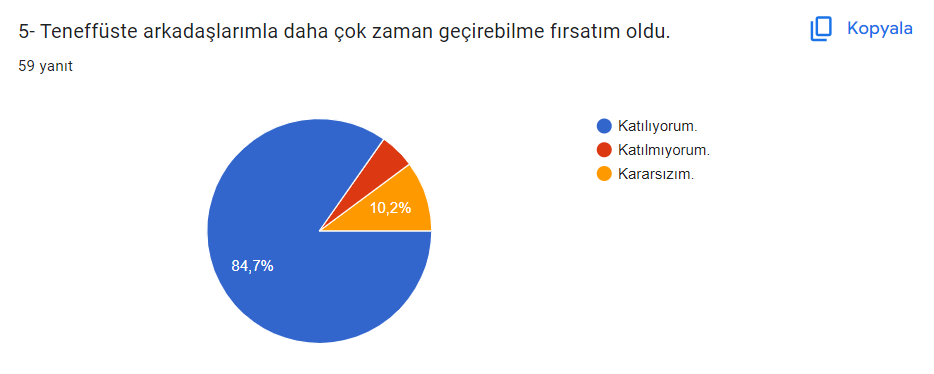 5- Teneffüste arkadaşlarımla daha çok zaman geçirebilme fırsatım oldu.
Kopyala
59 yanıt
Katılıyorum.
Katılmıyorum.
Kararsızım.
10,2%
84,7%